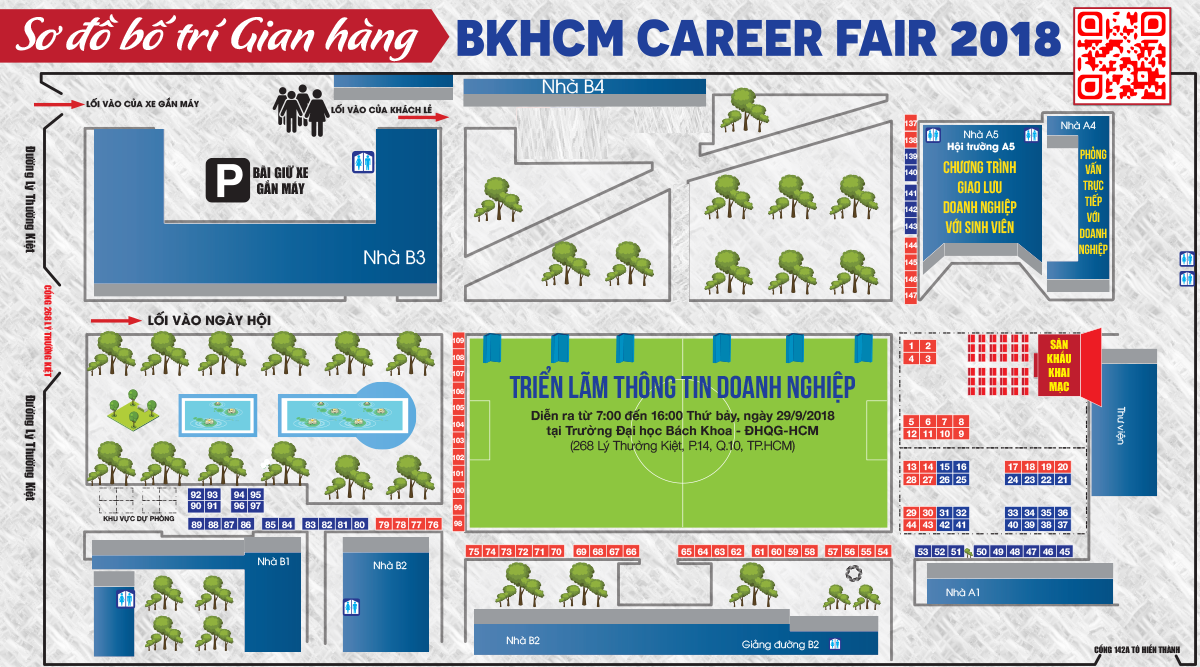 Sơ đồ bố trí Gian hàng
BKHCM CAREER FAIR 2018
LỐI VÀO CỦA XE GẮN MÁY
LỐI VÀO CỦA KHÁCH LẺ
Nhà B4
Đường Lý Thường Kiệt
P
BÃI GIỮ XE
GẮN MÁY
Nhà B3
137
138
139
140
141
142
143
144
145
146
147
Nhà A5
Hội trường A5
CHƯƠNG TRÌNH
GIAO LƯU
DOANH NGHIỆP
VỚI SINH VIÊN
Nhà A4
PHỎNG
VẤN
TRỰC
TIẾP
VỚI
DOANH
NGHIỆP
CỔNG 268 LÝ THƯỜNG KIỆT
LỐI VÀO NGÀY HỘI
Đường Lý Thường Kiệt
109
108
107
106
105
104
103
102
101
100
99
98
TRIỂN LÃM THÔNG TIN DOANH NGHIỆP
Diễn ra từ 7:00 đến 16:00 Thứ bảy, ngày 29/9/2018
tại Trường Đại học Bách Khoa - ĐHQG-HCM
(268 Lý Thường Kiệt, P.14, Q.10, TP.HCM)
1 2
4 3
SÂN
KHẤU
KHAI
MẠC
Thư viện
5 6 7 8
12 11 10 9
13 14 15 16 17 18 19 20
28 27 26 25 24 23 22 21
29 30 31 32 33 34 35 36
44 43 42 41 40 39 38 37
KHU VỰC DỰ PHÒNG
92 93 94 95
90 91 96 97
89 88 87 86 85 84 83 82 81 80 79 78 77 76
75 74 73 72 71 70 69 68 67 66 65 64 63 62 61 60 59 58 57 56 55 54
53 52 51 50 49 48 47 46 45
Nhà B1
Nhà B2
Nhà B2
Giảng đường B2
Nhà A1
CỔNG 142A TÔ HIẾN THÀNH